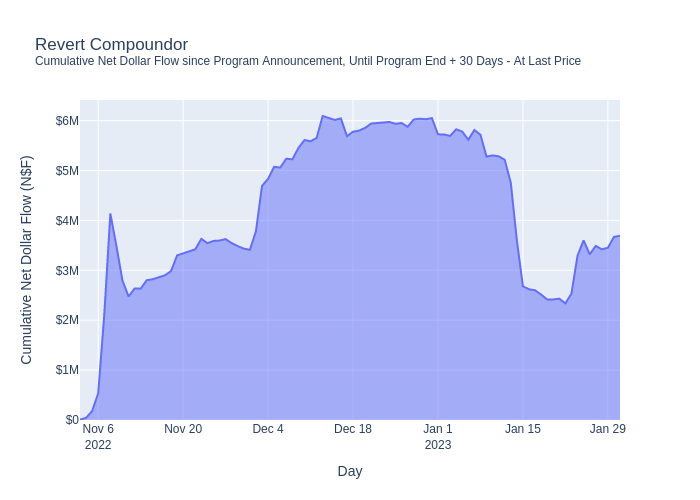 Revert Compoundor
Cumulative Net Dollar Flow since Program Announcement, Until Program End + 30 Days - At Last Price
Cumulative Net Dollar Flow (N$F)
$6M
$5M
$4M
$3M
$2M
$1M
$0
Nov 6 Nov 20 Dec 4 Dec 18 Jan 1 Jan 15 Jan 29
2022 2023
Day